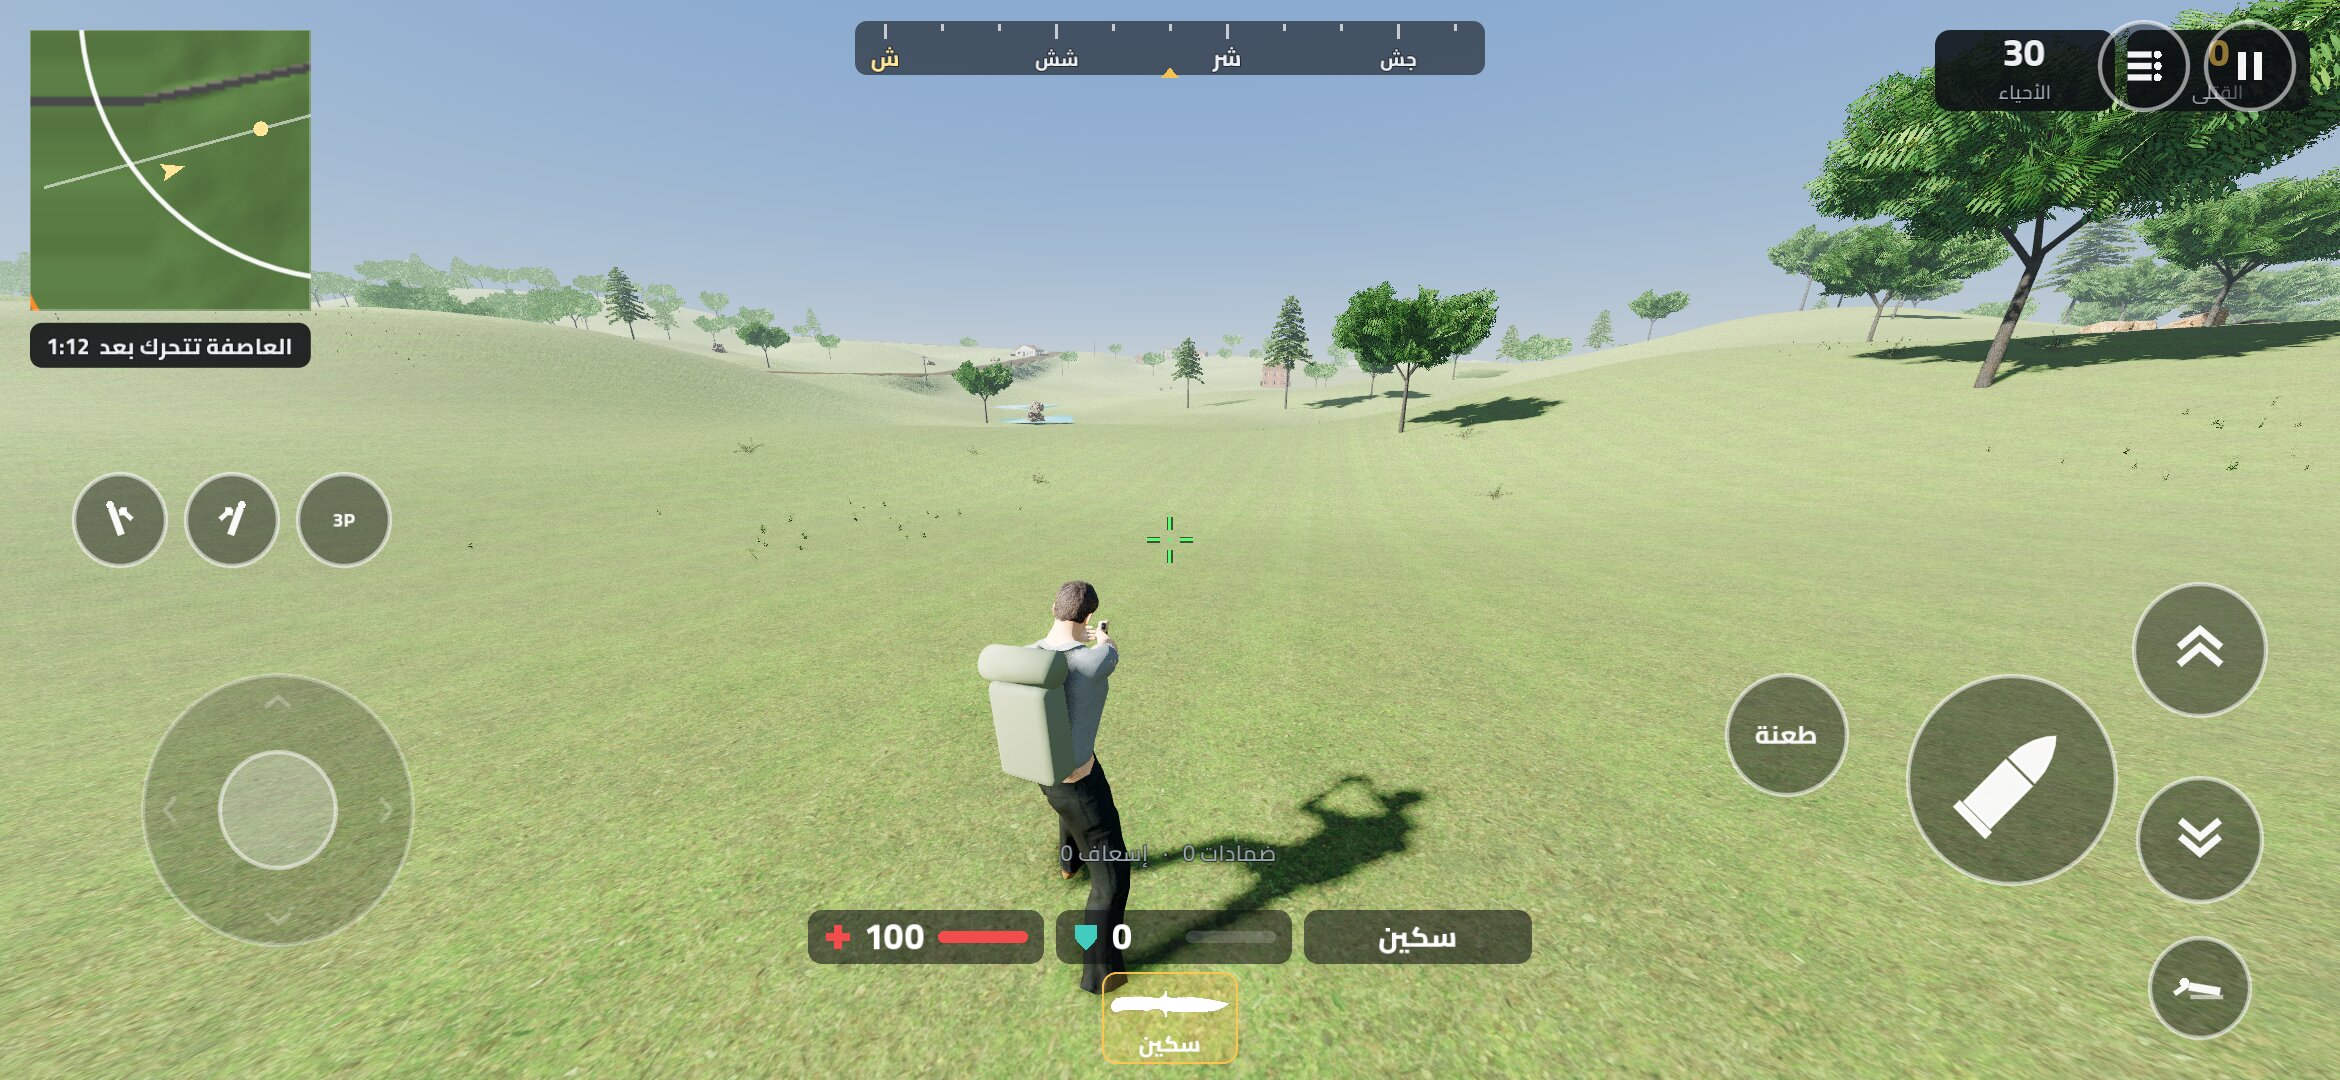 ش
شش
شر
جش
30
الأحياء
0
القتلى
العاصفة تتحرك بعد 1:12
3P
طعنة
ضمادات 0 · إسعاف 0
100
0
سكين
سكين